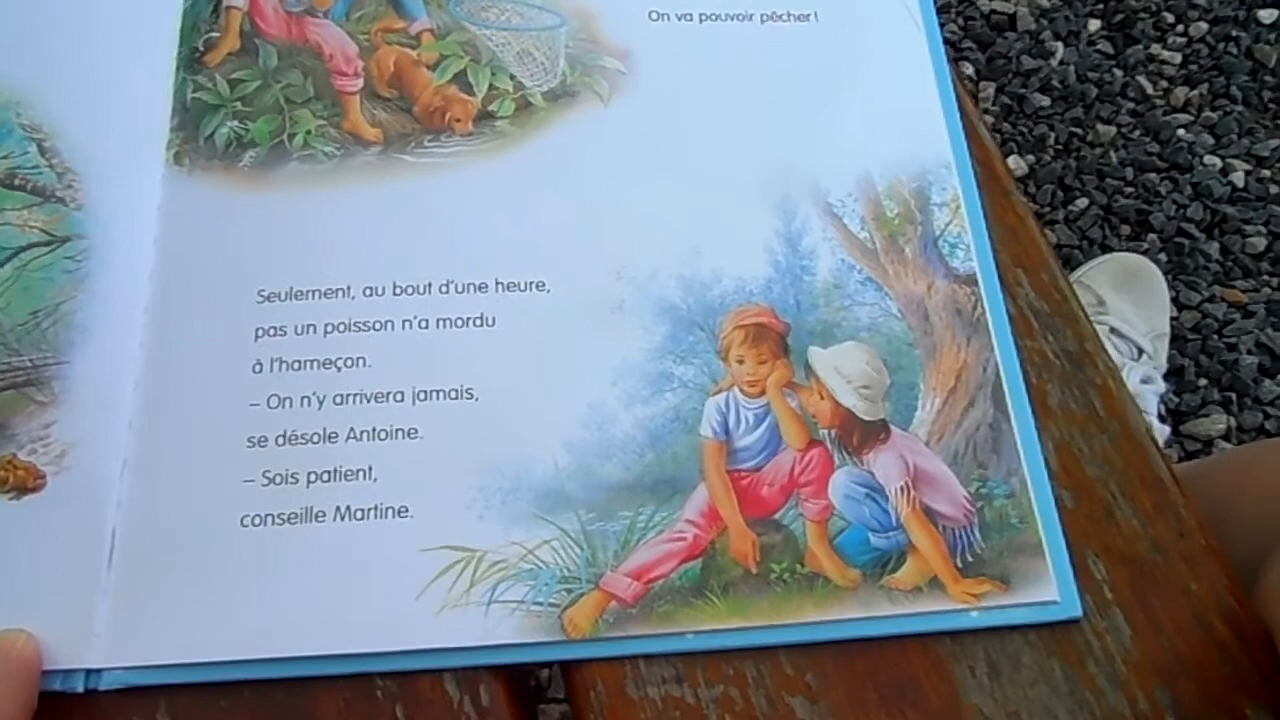 On va pouvoir pêcher !
Seulement, au bout d'une heure,
pas un poisson n'a mordu
à l'hameçon.
– On n'y arrivera jamais,
se désole Antoine.
– Sois patient,
conseille Martine.